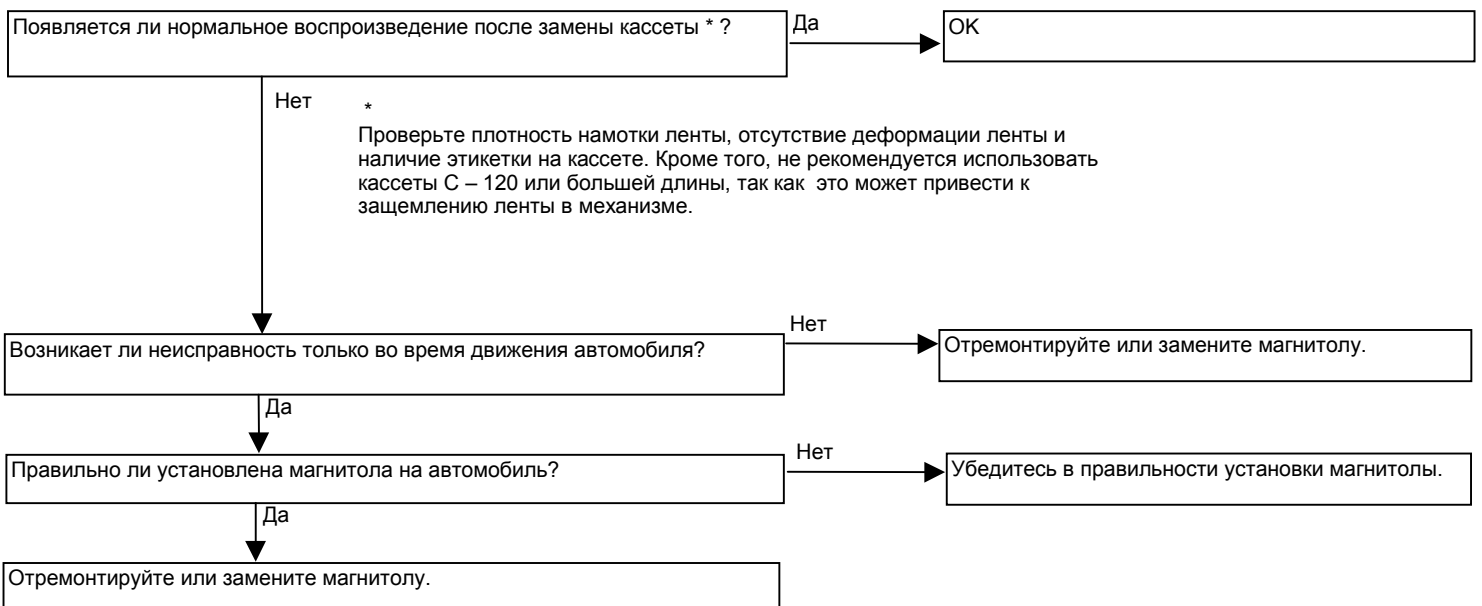 Появляется ли нормальное воспроизведение после замены кассеты * ?
Да
OK
Нет
*
Проверьте плотность намотки ленты, отсутствие деформации ленты и
наличие этикетки на кассете. Кроме того, не рекомендуется использовать
кассеты С – 120 или большей длины, так как это может привести к
защемлению ленты в механизме.
Возникает ли неисправность только во время движения автомобиля?
Нет
Отремонтируйте или замените магнитолу.
Да
Правильно ли установлена магнитола на автомобиль?
Нет
Убедитесь в правильности установки магнитолы.
Да
Отремонтируйте или замените магнитолу.